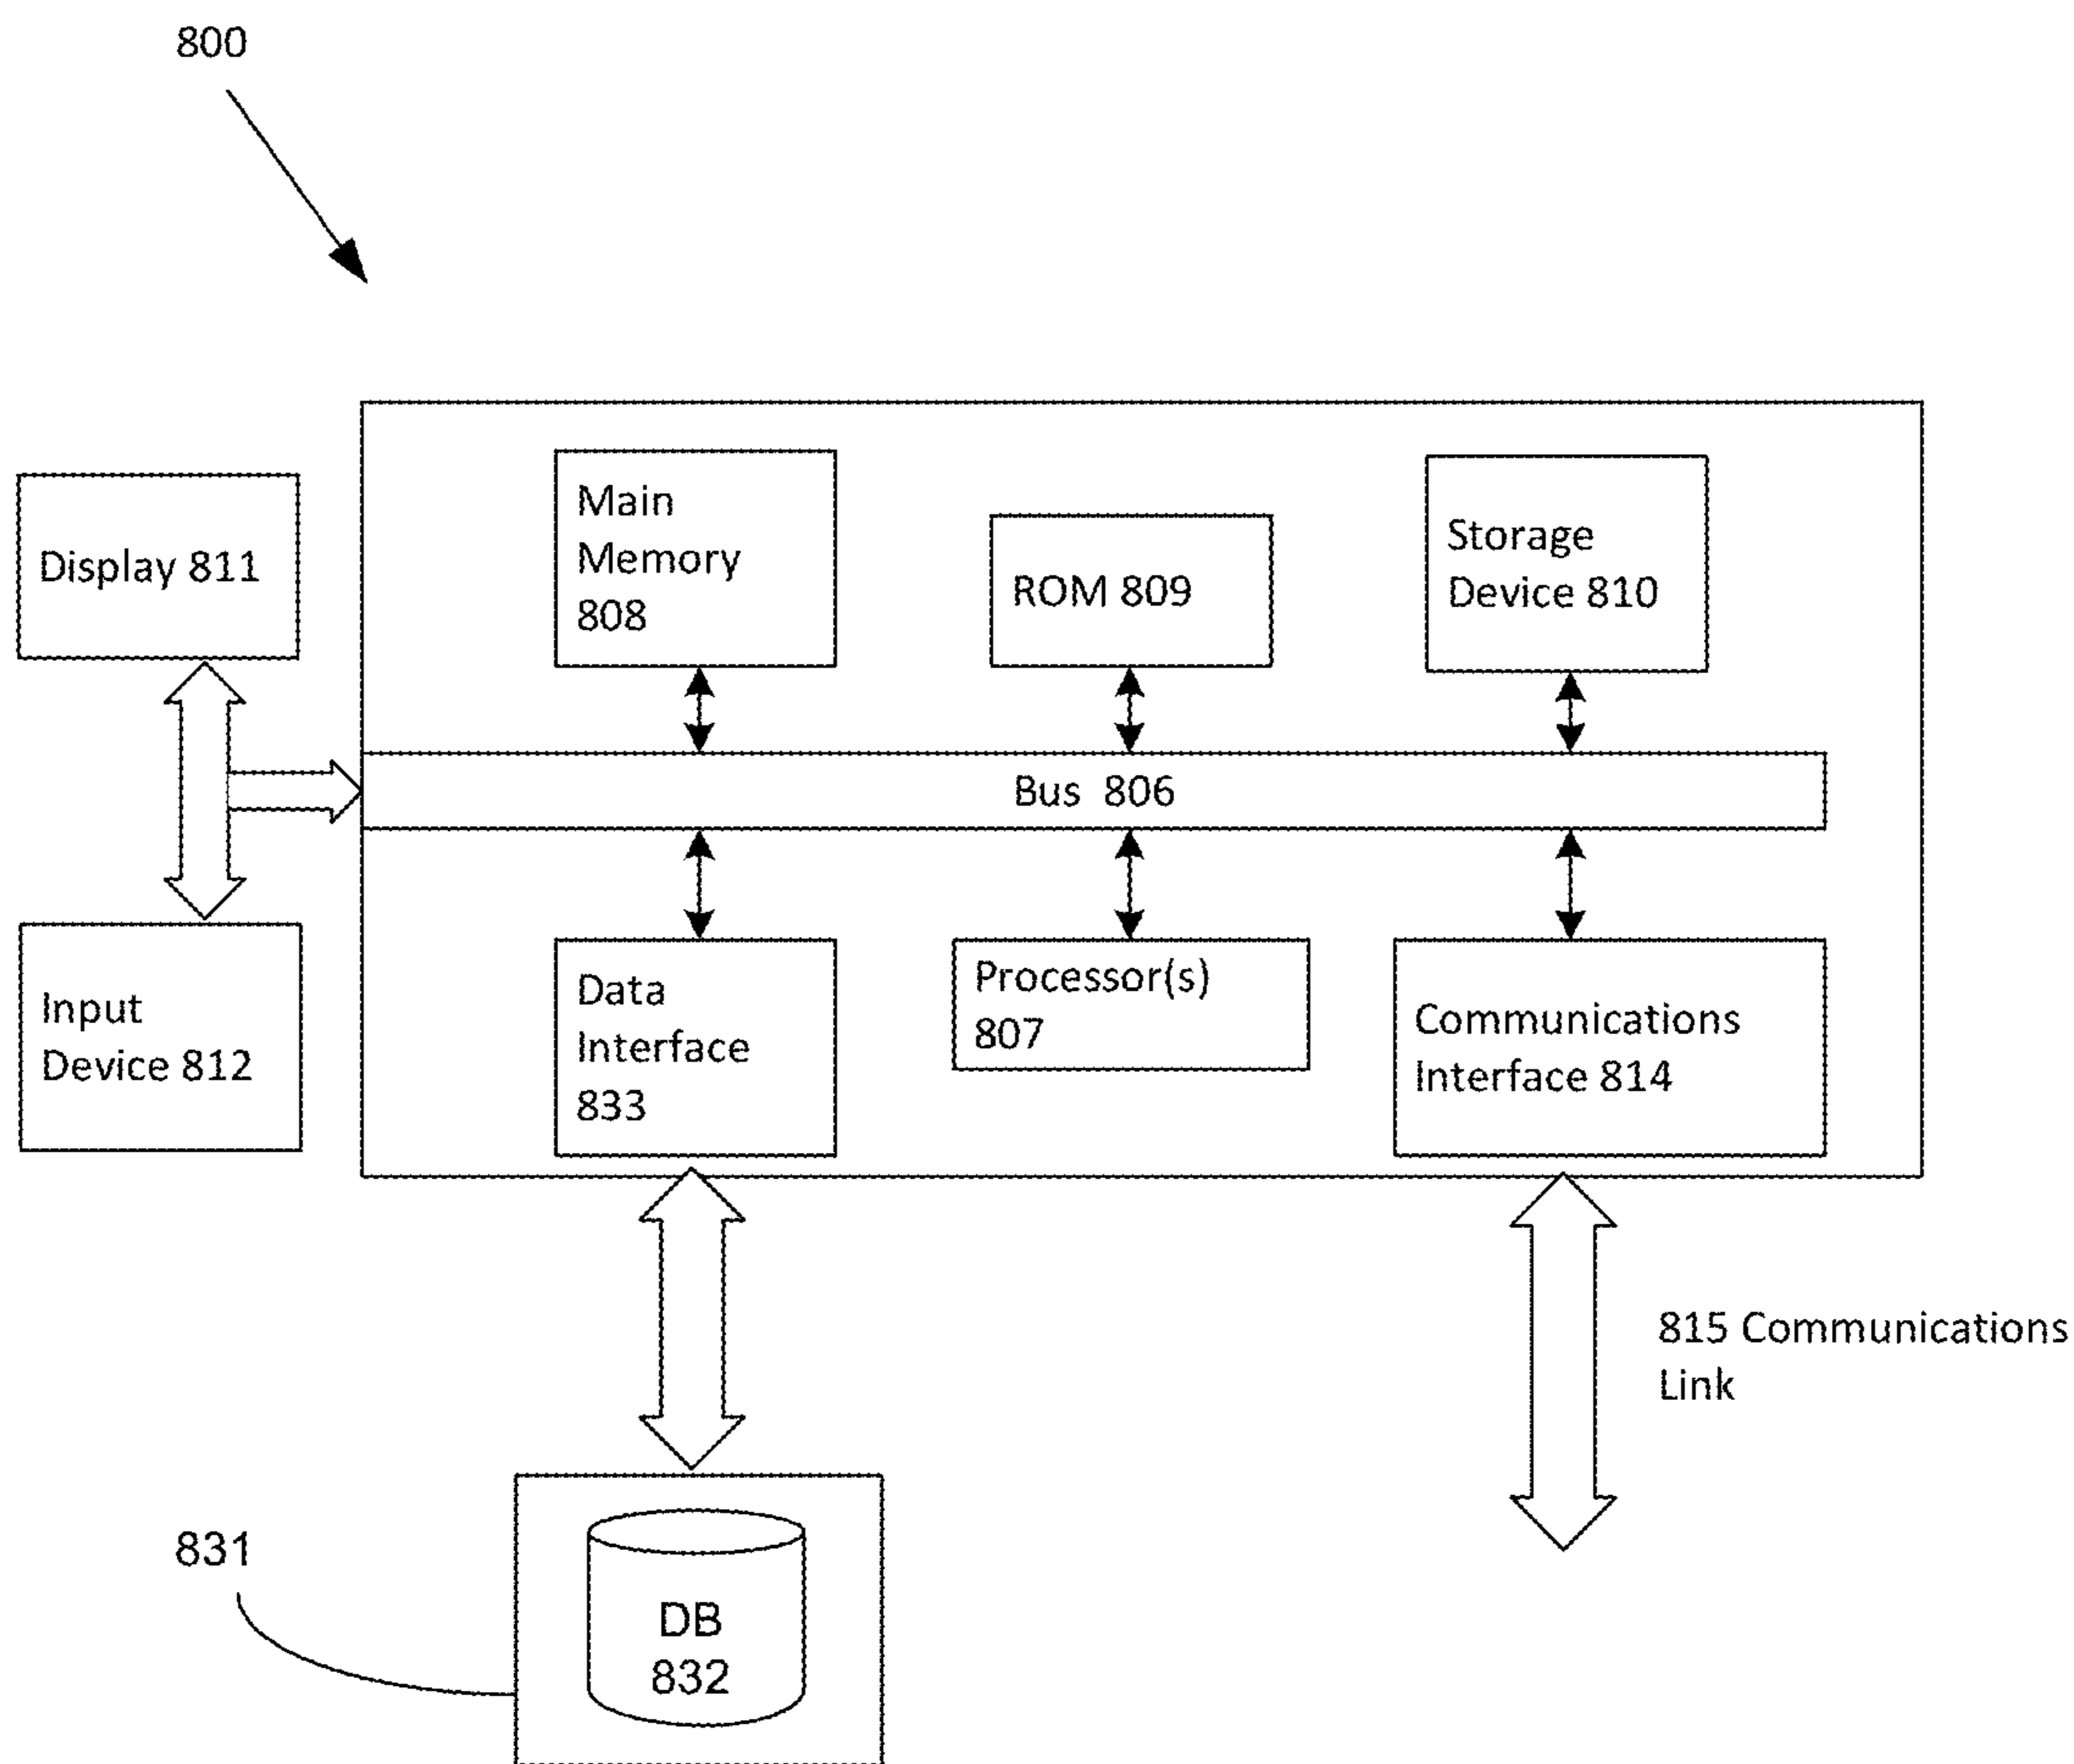 800
Display 811
Main
Memory
808
ROM 809
Storage
Device 810
Bus  806
Input
Device 812
Data
Interface
833
Processor(s)
807
Communications
Interface 814
815 Communications
Link
831
DB
832